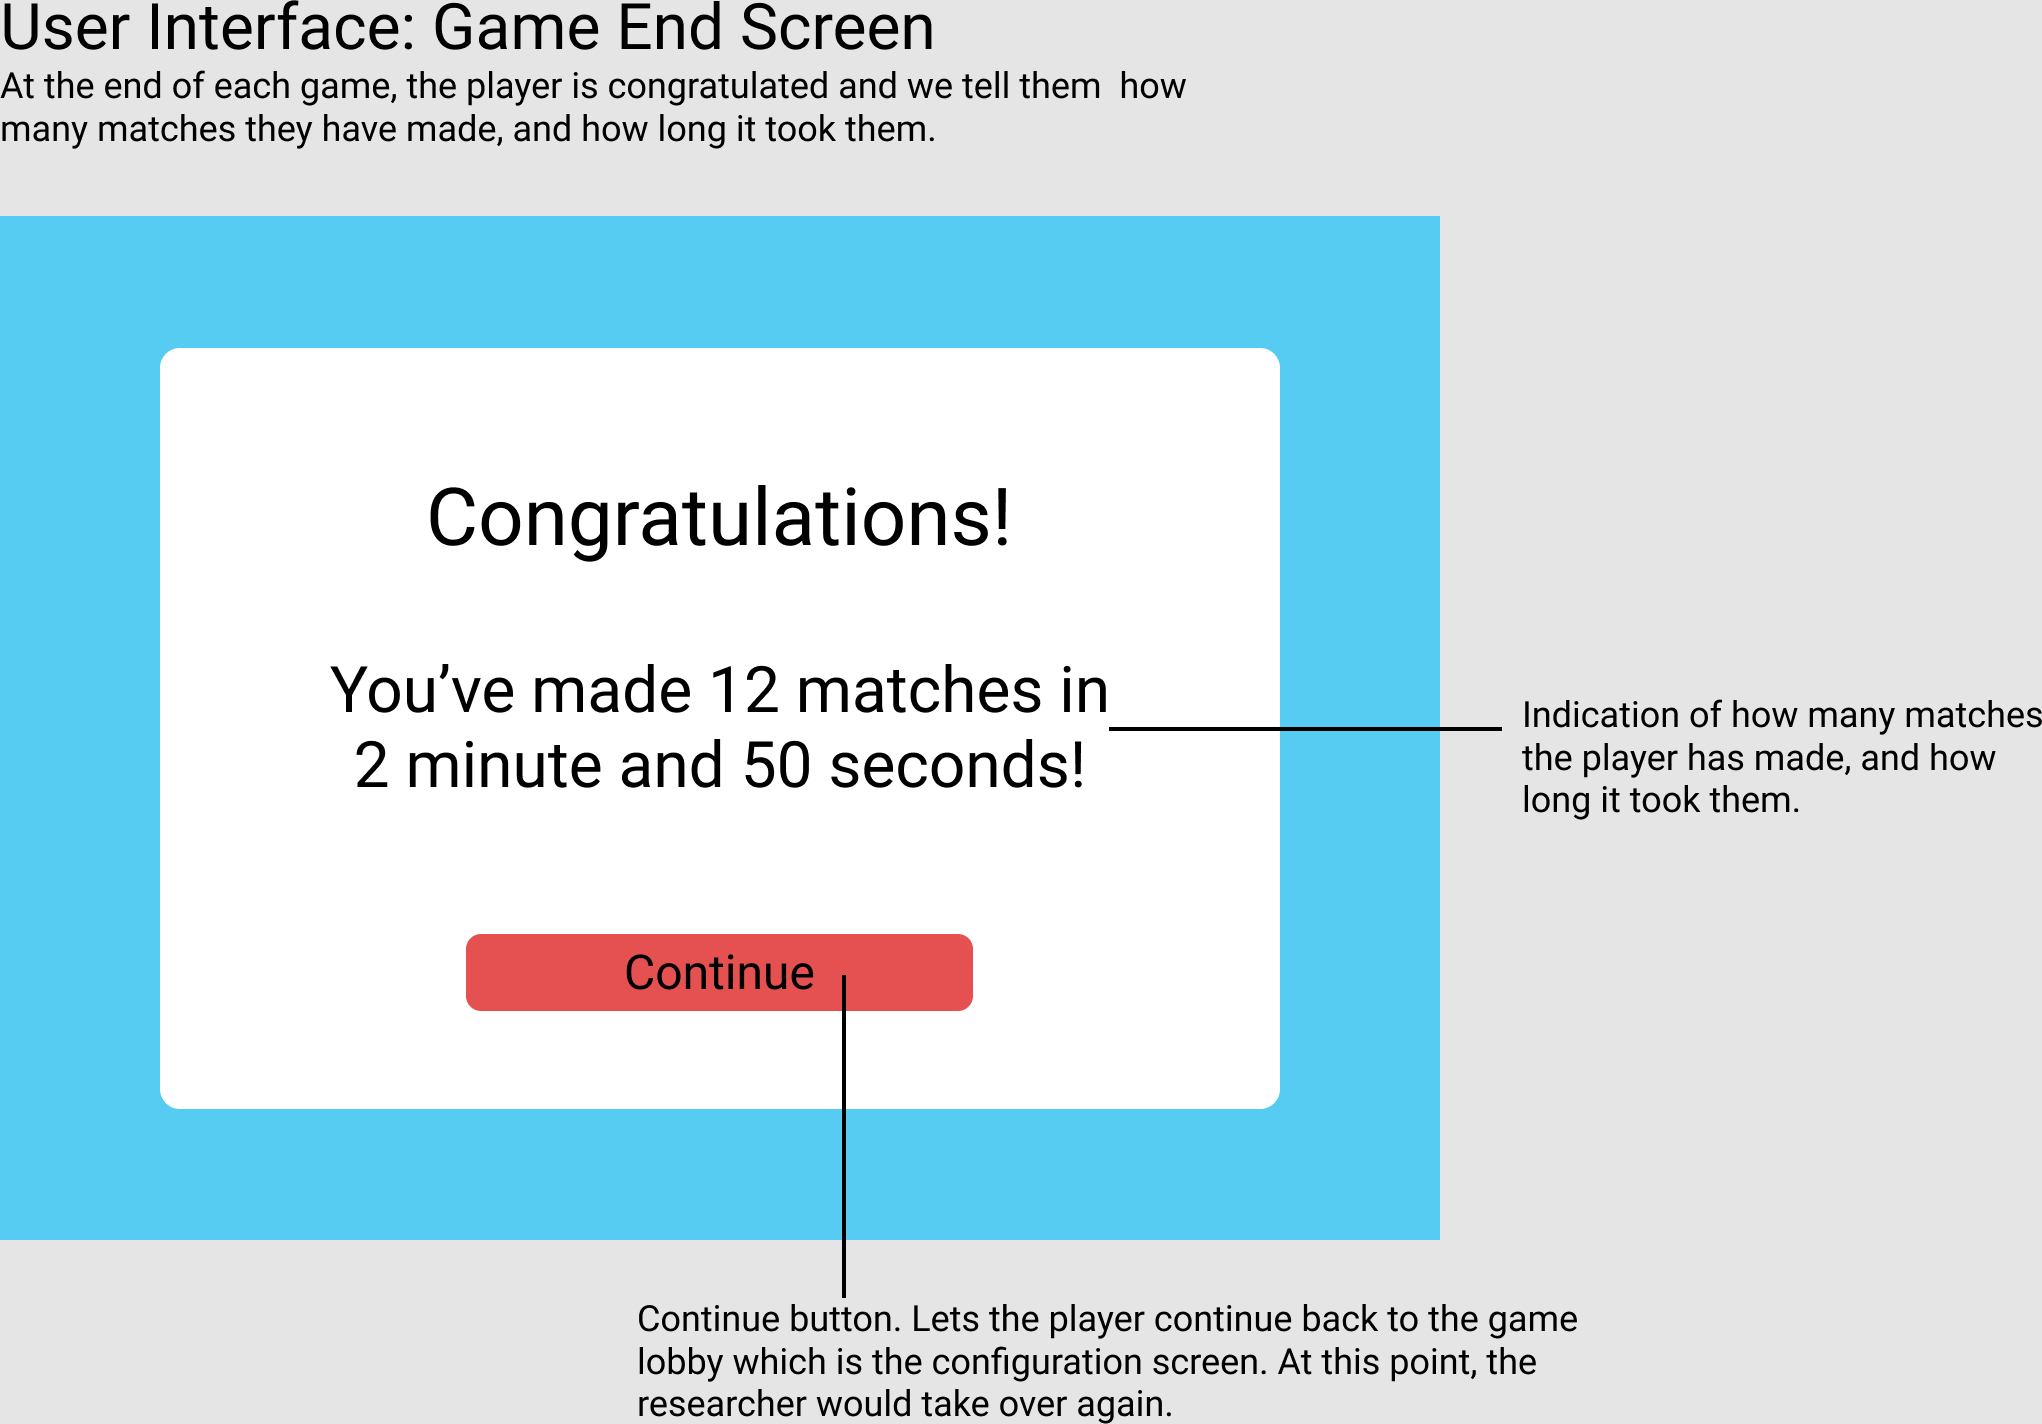 User Interface: Game End Screen
At the end of each game, the player is congratulated and we tell them  how
many matches they have made, and how long it took them.
Congratulations!
You’ve made 12 matches in
2 minute and 50 seconds!
Indication of how many matches
the player has made, and how
long it took them.
Continue
Continue button. Lets the player continue back to the game
lobby which is the configuration screen. At this point, the
researcher would take over again.